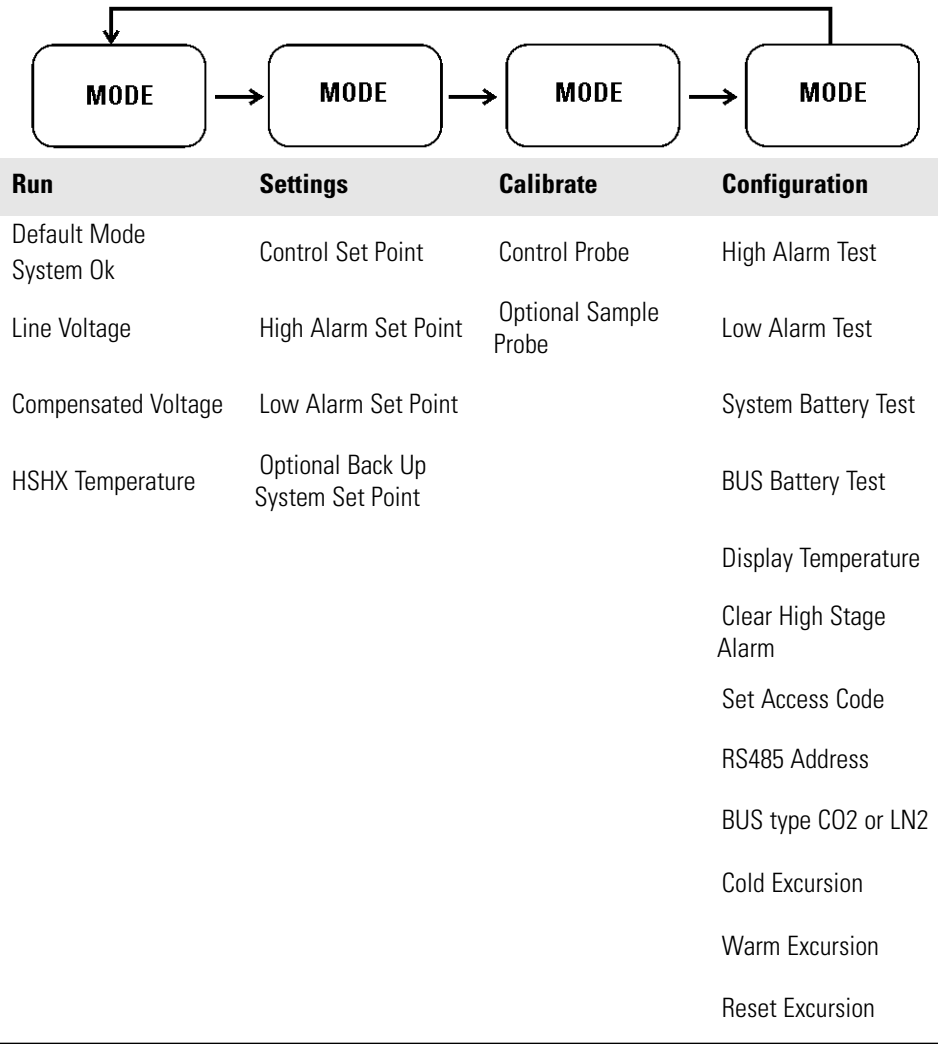 MODE MODE MODE MODE
Run Settings Calibrate Configuration
Default Mode
System Ok Control Set Point Control Probe High Alarm Test
Line Voltage High Alarm Set Point Optional Sample
Probe Low Alarm Test
Compensated Voltage Low Alarm Set Point System Battery Test
HSHX Temperature Optional Back Up
System Set Point BUS Battery Test
Display Temperature
Clear High Stage
Alarm
Set Access Code
RS485 Address
BUS type CO2 or LN2
Cold Excursion
Warm Excursion
Reset Excursion